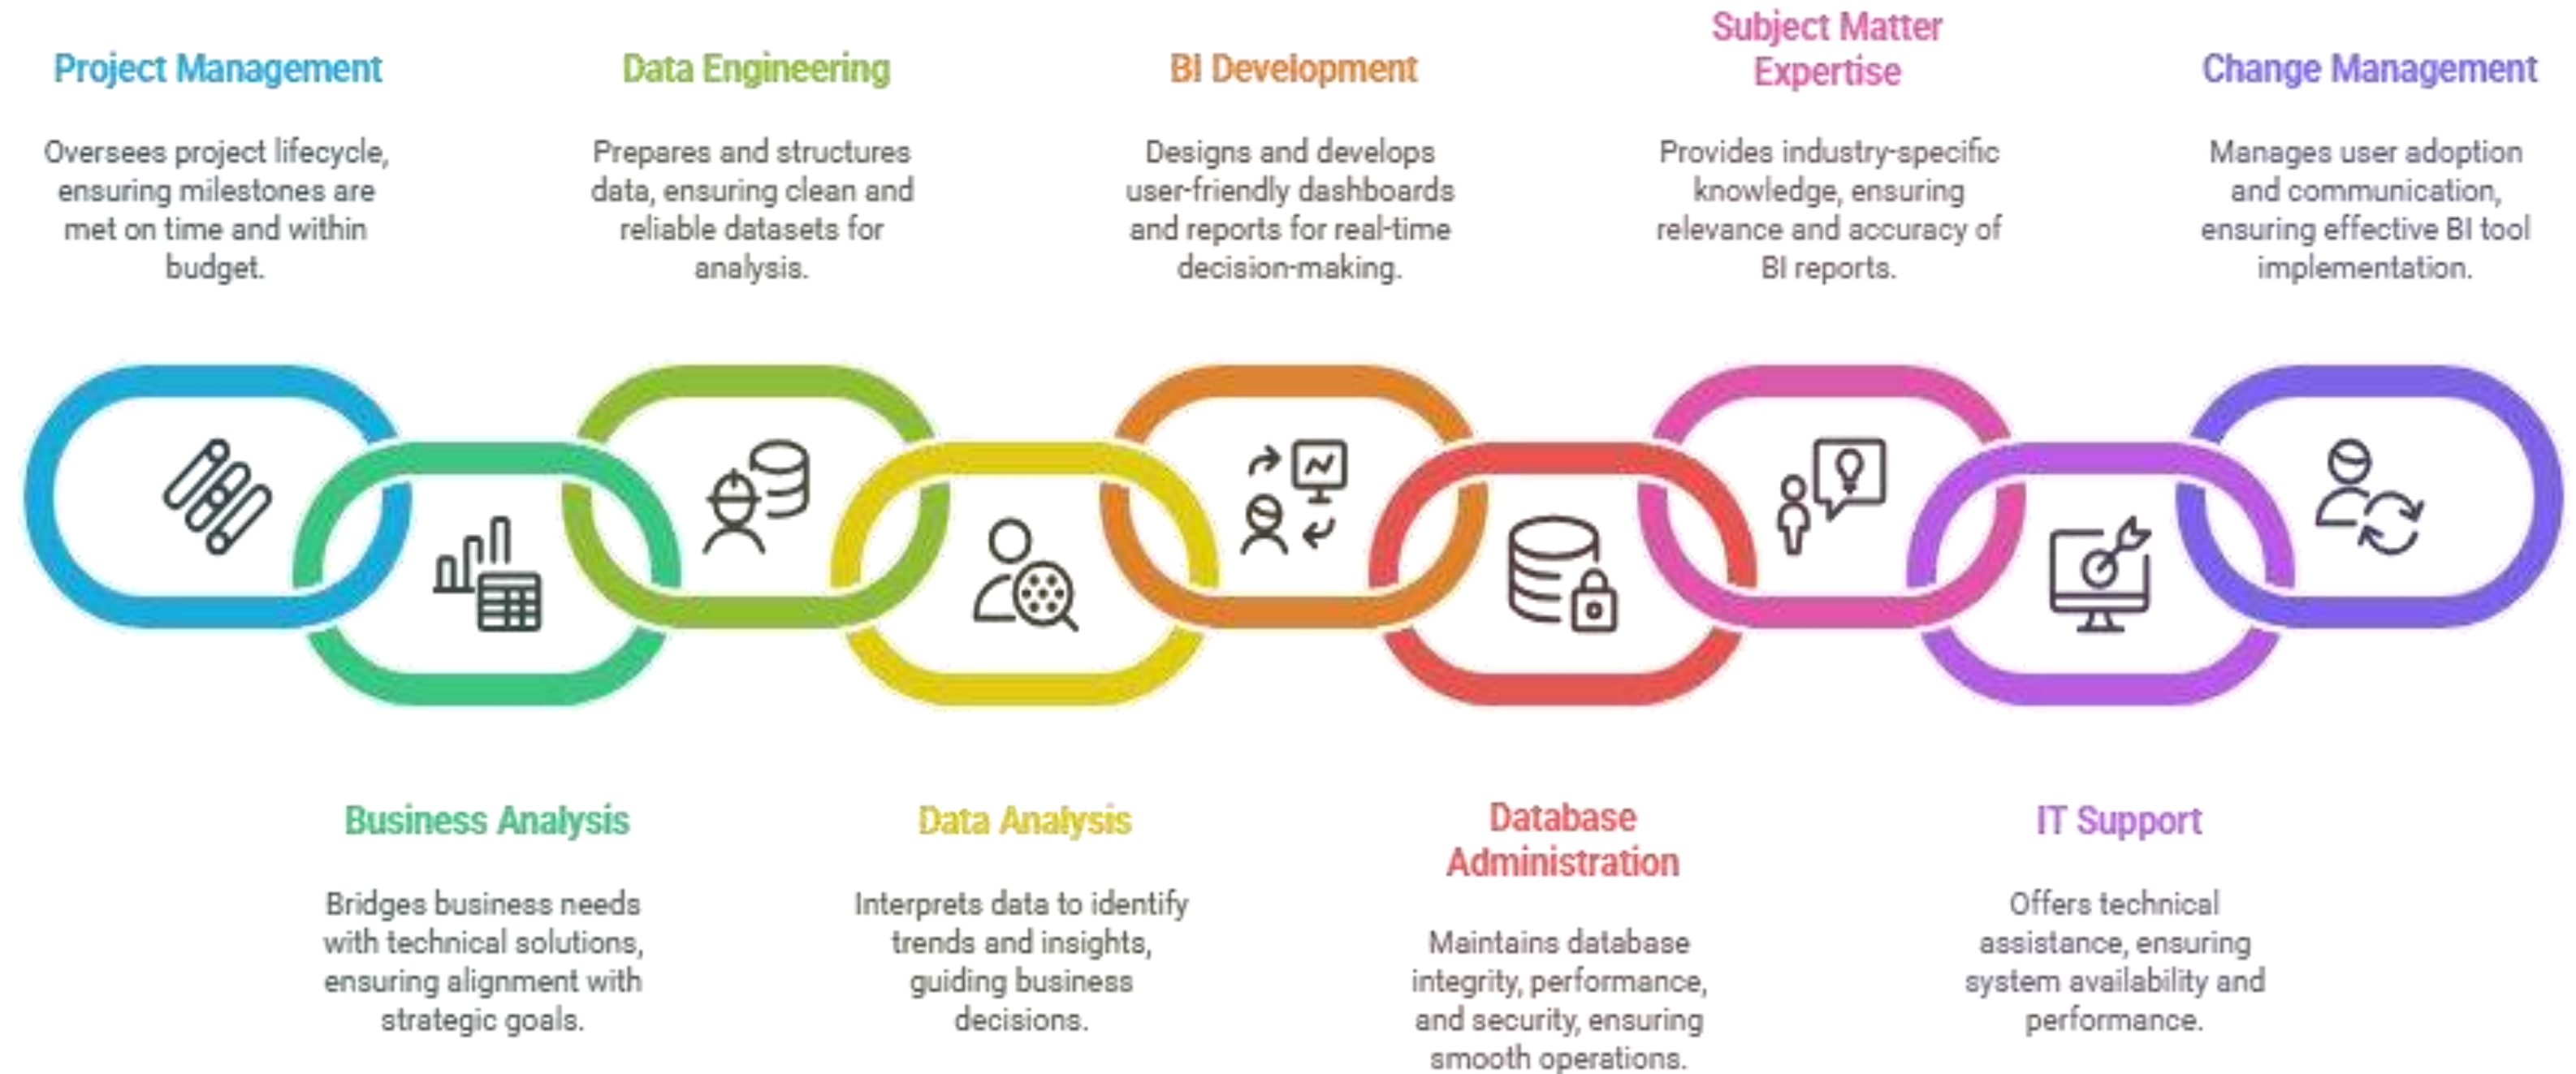 Project Management
Oversees project lifecycle,
ensuring milestones are
met on time and within
budget.
Data Engineering
Prepares and structures
data, ensuring clean and
reliable datasets for
analysis.
BI Development
Designs and develops
user-friendly dashboards
and reports for real-time
decision-making.
Subject Matter
Expertise
Provides industry-specific
knowledge, ensuring
relevance and accuracy of
BI reports.
Change Management
Manages user adoption
and communication,
ensuring effective BI tool
implementation.
Business Analysis
Bridges business needs
with technical solutions,
ensuring alignment with
strategic goals.
Data Analysis
Interprets data to identify
trends and insights,
guiding business
decisions.
Database
Administration
Maintains database
integrity, performance,
and security, ensuring
smooth operations.
IT Support
Offers technical
assistance, ensuring
system availability and
performance.